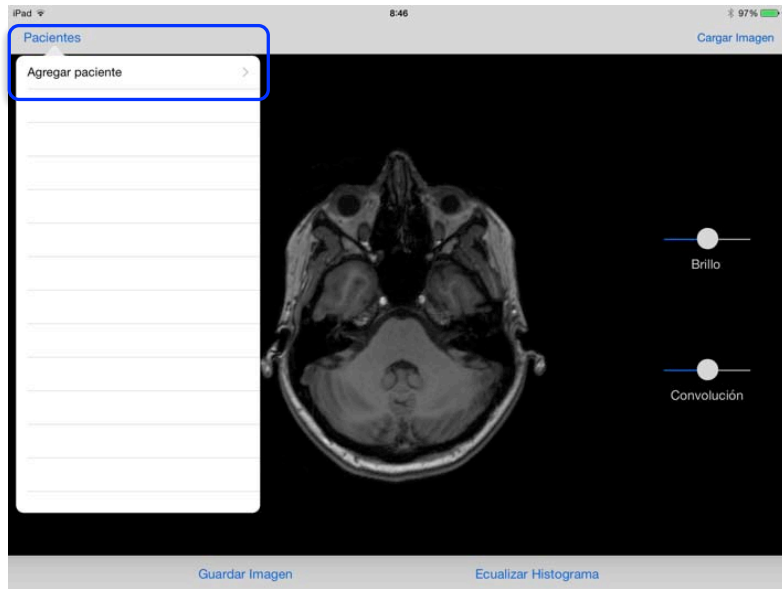 iPad 8:46 97%
Pacientes Cargar Imagen
Agregar paciente
Brillo
Convolución
Guardar Imagen Ecualizar Histograma